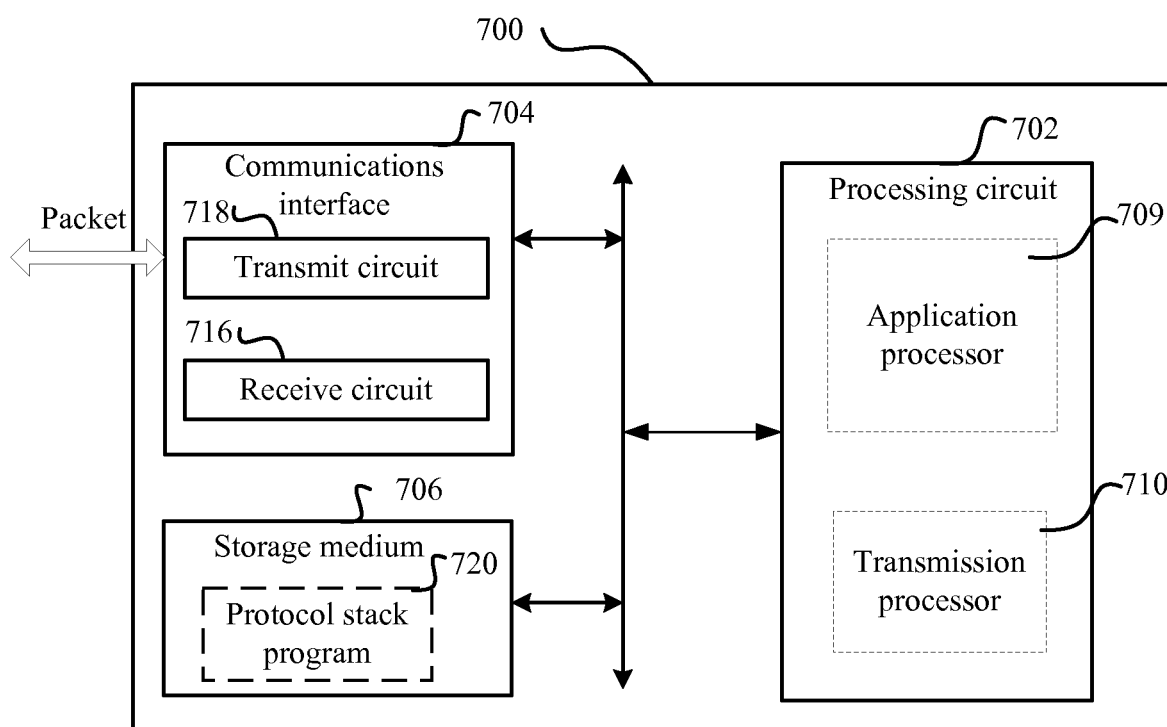 700
704
Communications
interface
718
Transmit circuit
716
Receive circuit
Packet
706
Storage medium
720
Protocol stack
program
702
Processing circuit
709
Application
processor
710
Transmission
processor